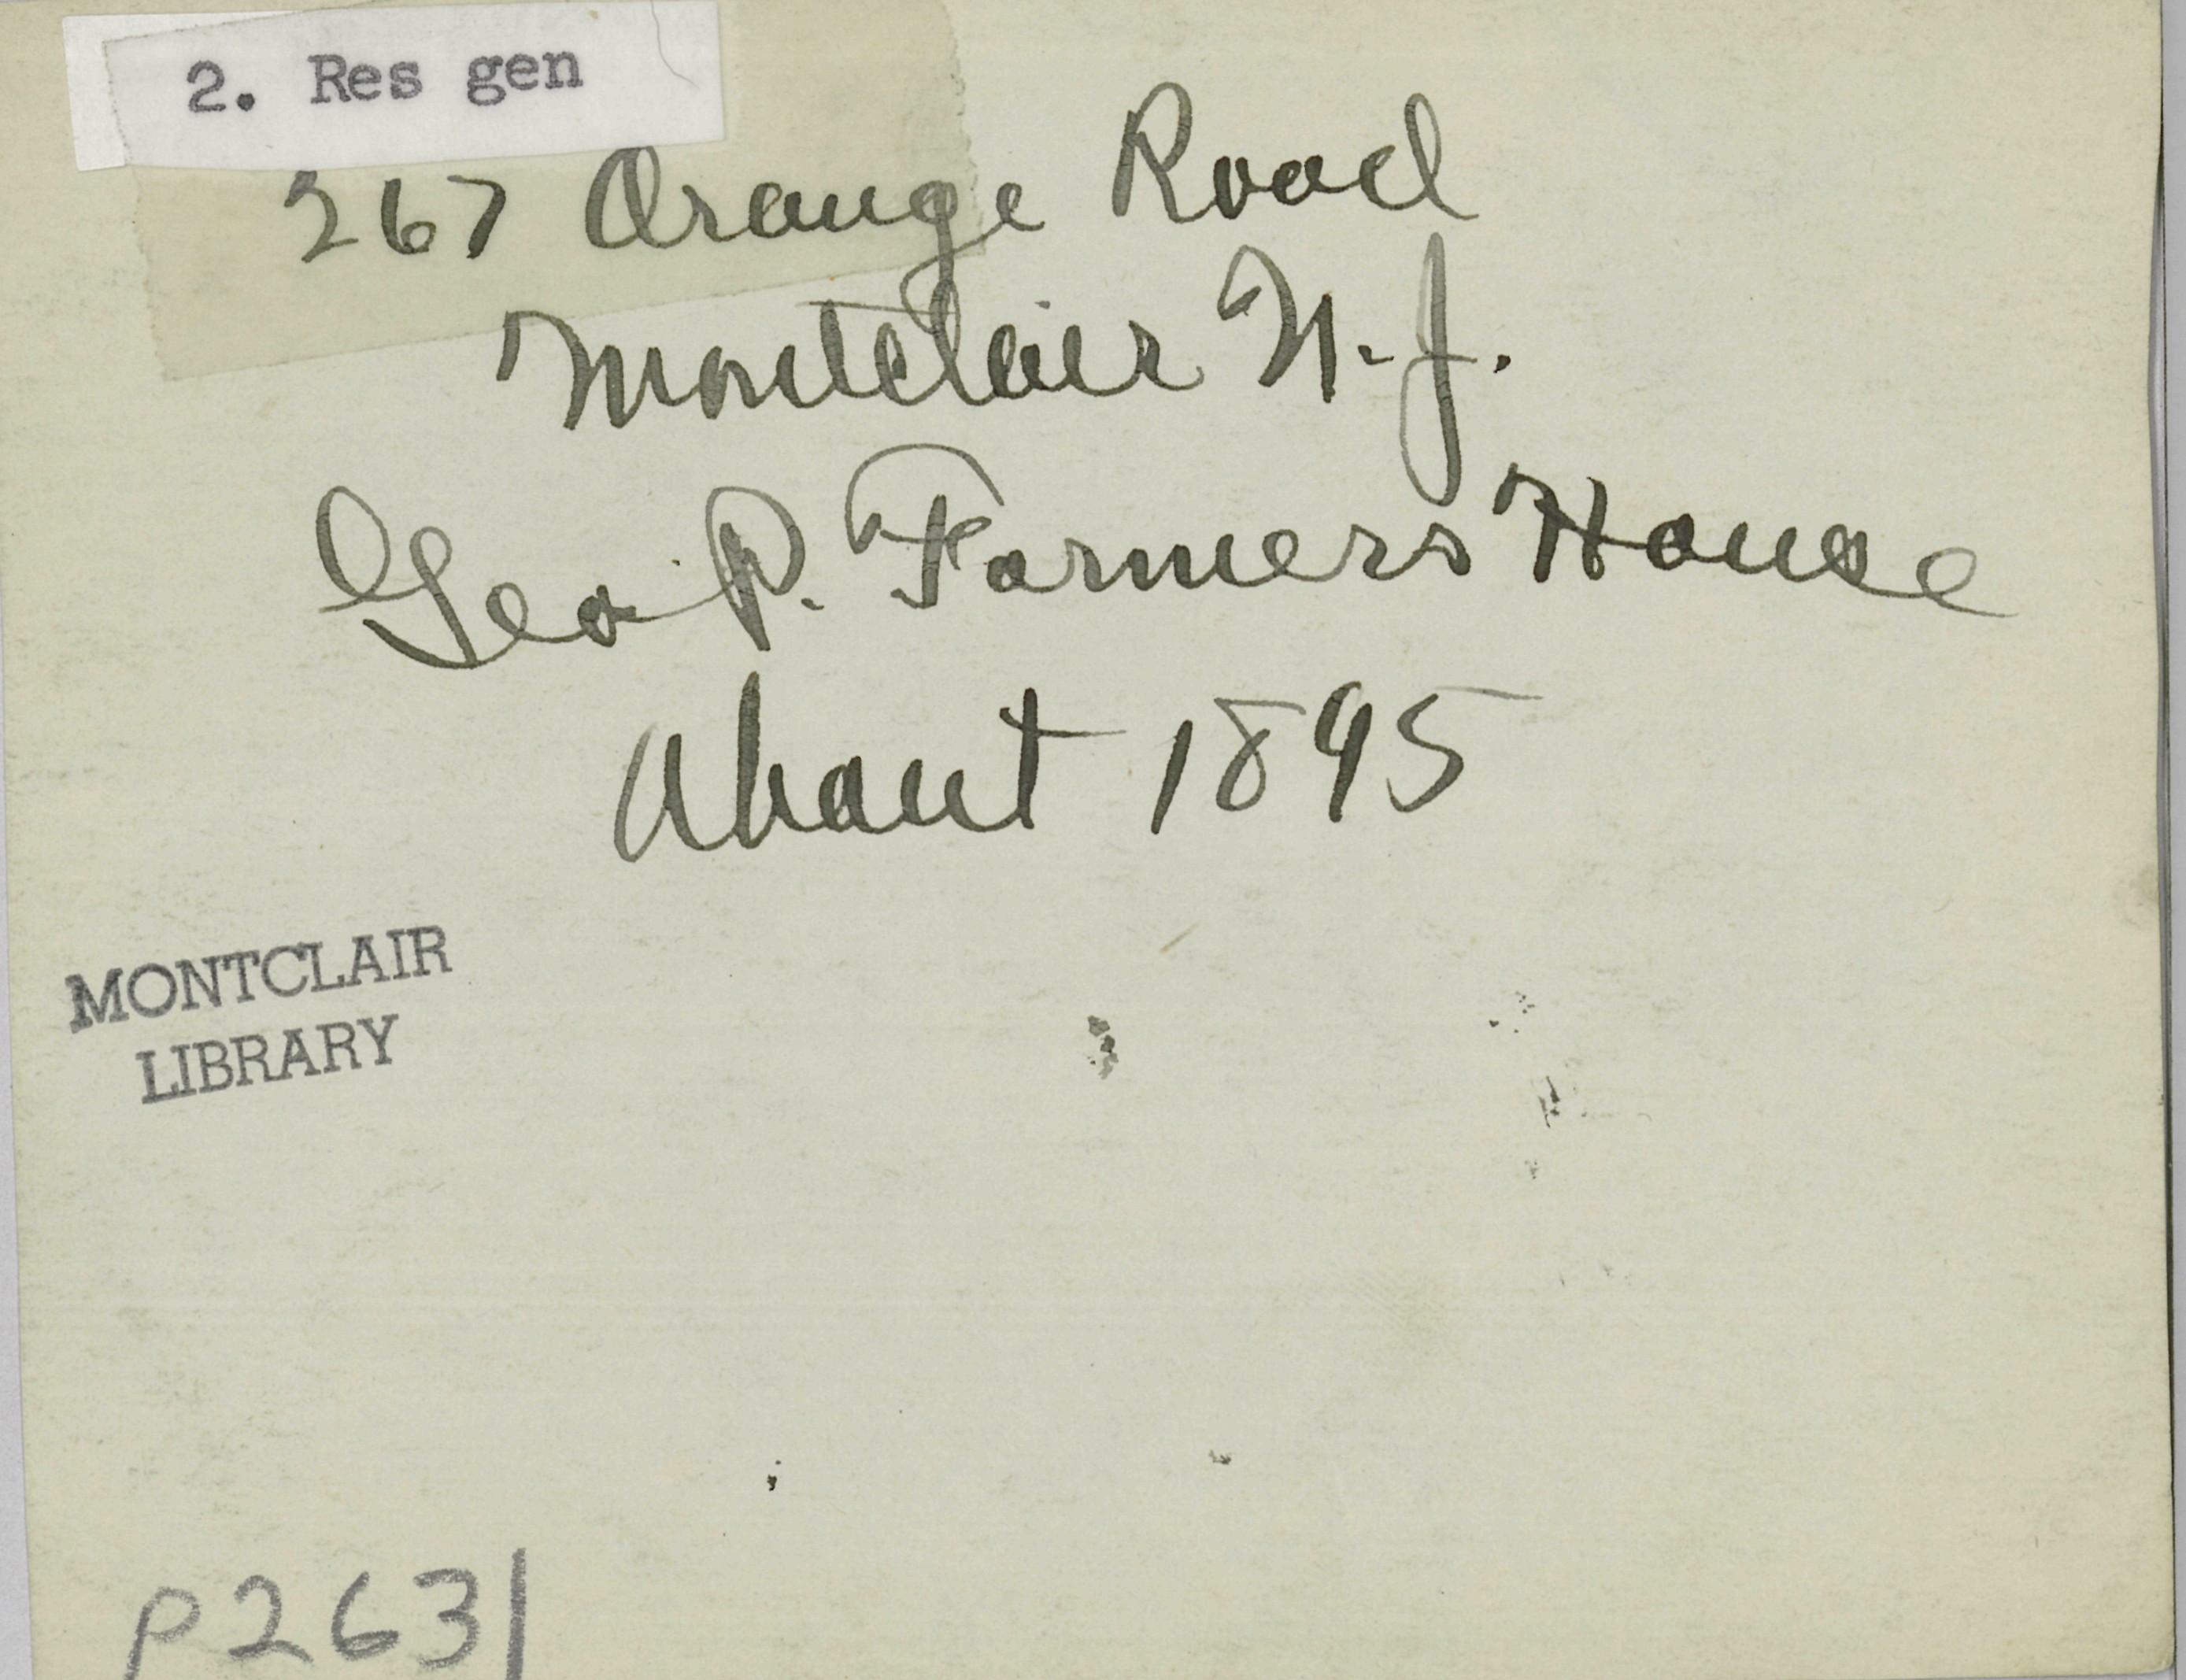 2. Res gen
267 Orange Road
Montclair N.J.
Geo P. Farmers House
About 1895
MONTCLAIR
LIBRARY
P2631